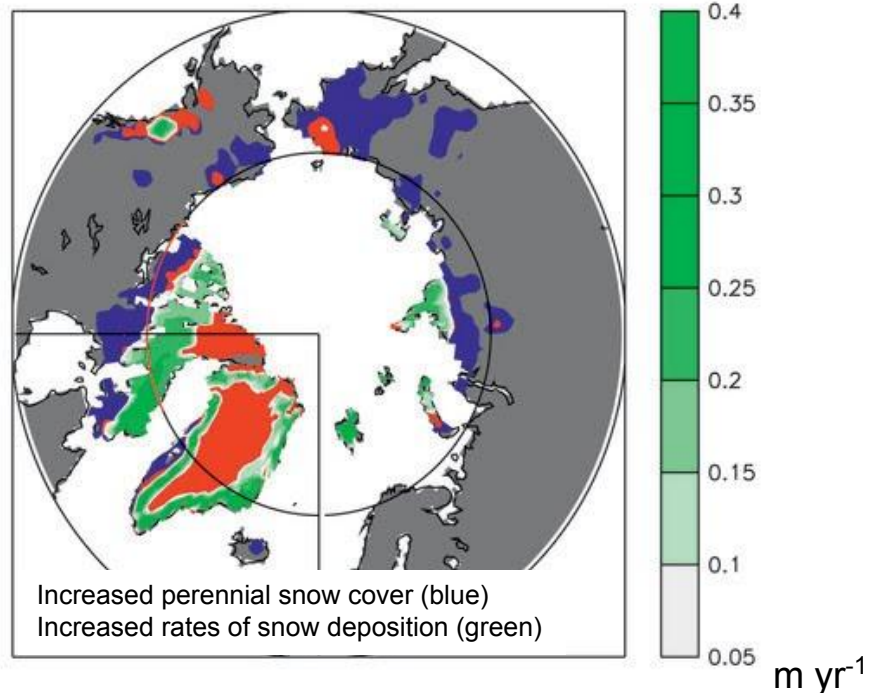 0.4
0.35
0.3
0.25
0.2
0.15
0.1
0.05
m yr-1
Increased perennial snow cover (blue)
Increased rates of snow deposition (green)